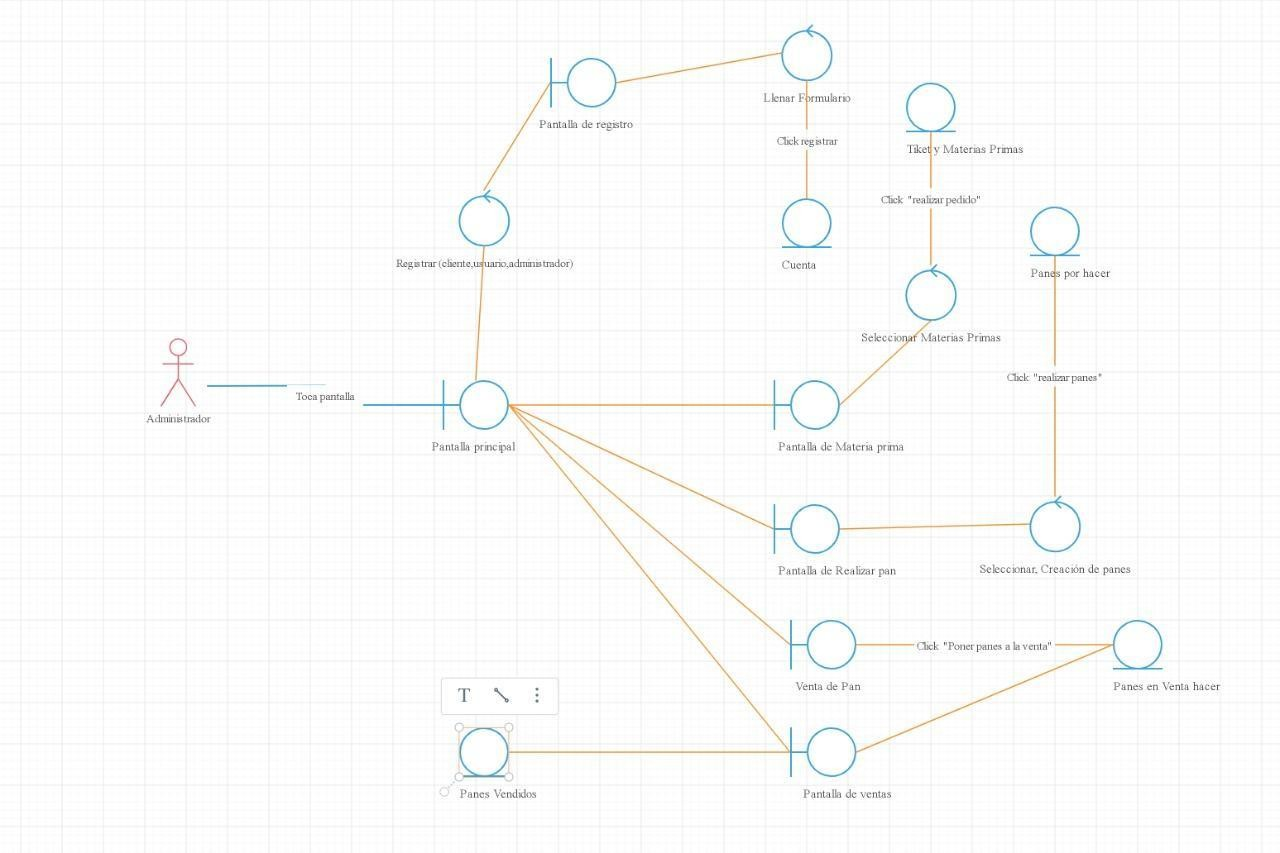 Llenar Formulario
Pantalla de registro
Click registrar
Tiket y Materias Primas
Click "realizar pedido"
Registrar (cliente,usuario,administrador)
Cuenta
Panes por hacer
Seleccionar Materias Primas
Click "realizar panes"
Toca pantalla
Administrador
Pantalla principal
Pantalla de Materia prima
Pantalla de Realizar pan
Seleccionar, Creación de panes
Click "Poner panes a la venta"
Venta de Pan
Panes en Venta hacer
T
Panes Vendidos
Pantalla de ventas